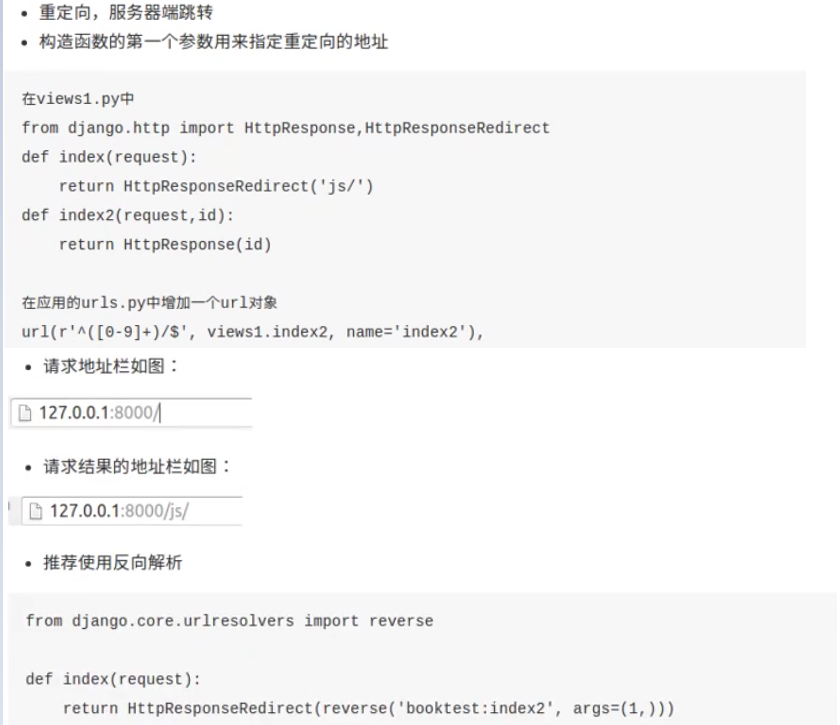 重定向，服务器端跳转
构造函数的第一个参数用来指定重定向的地址
在views1.py中
from django.http import HttpResponse,HttpResponseRedirect
def index(request):
    return HttpResponseRedirect('js/')
def index2(request,id):
    return HttpResponse(id)
在应用的urls.py中增加一个url对象
url(r'^([0-9]+)/$', views1.index2, name='index2'),
请求地址栏如图：
127.0.0.1:8000/
请求结果的地址栏如图：
127.0.0.1:8000/js/
推荐使用反向解析
from django.core.urlresolvers import reverse
def index(request):
    return HttpResponseRedirect(reverse('booktest:index2', args=(1,)))